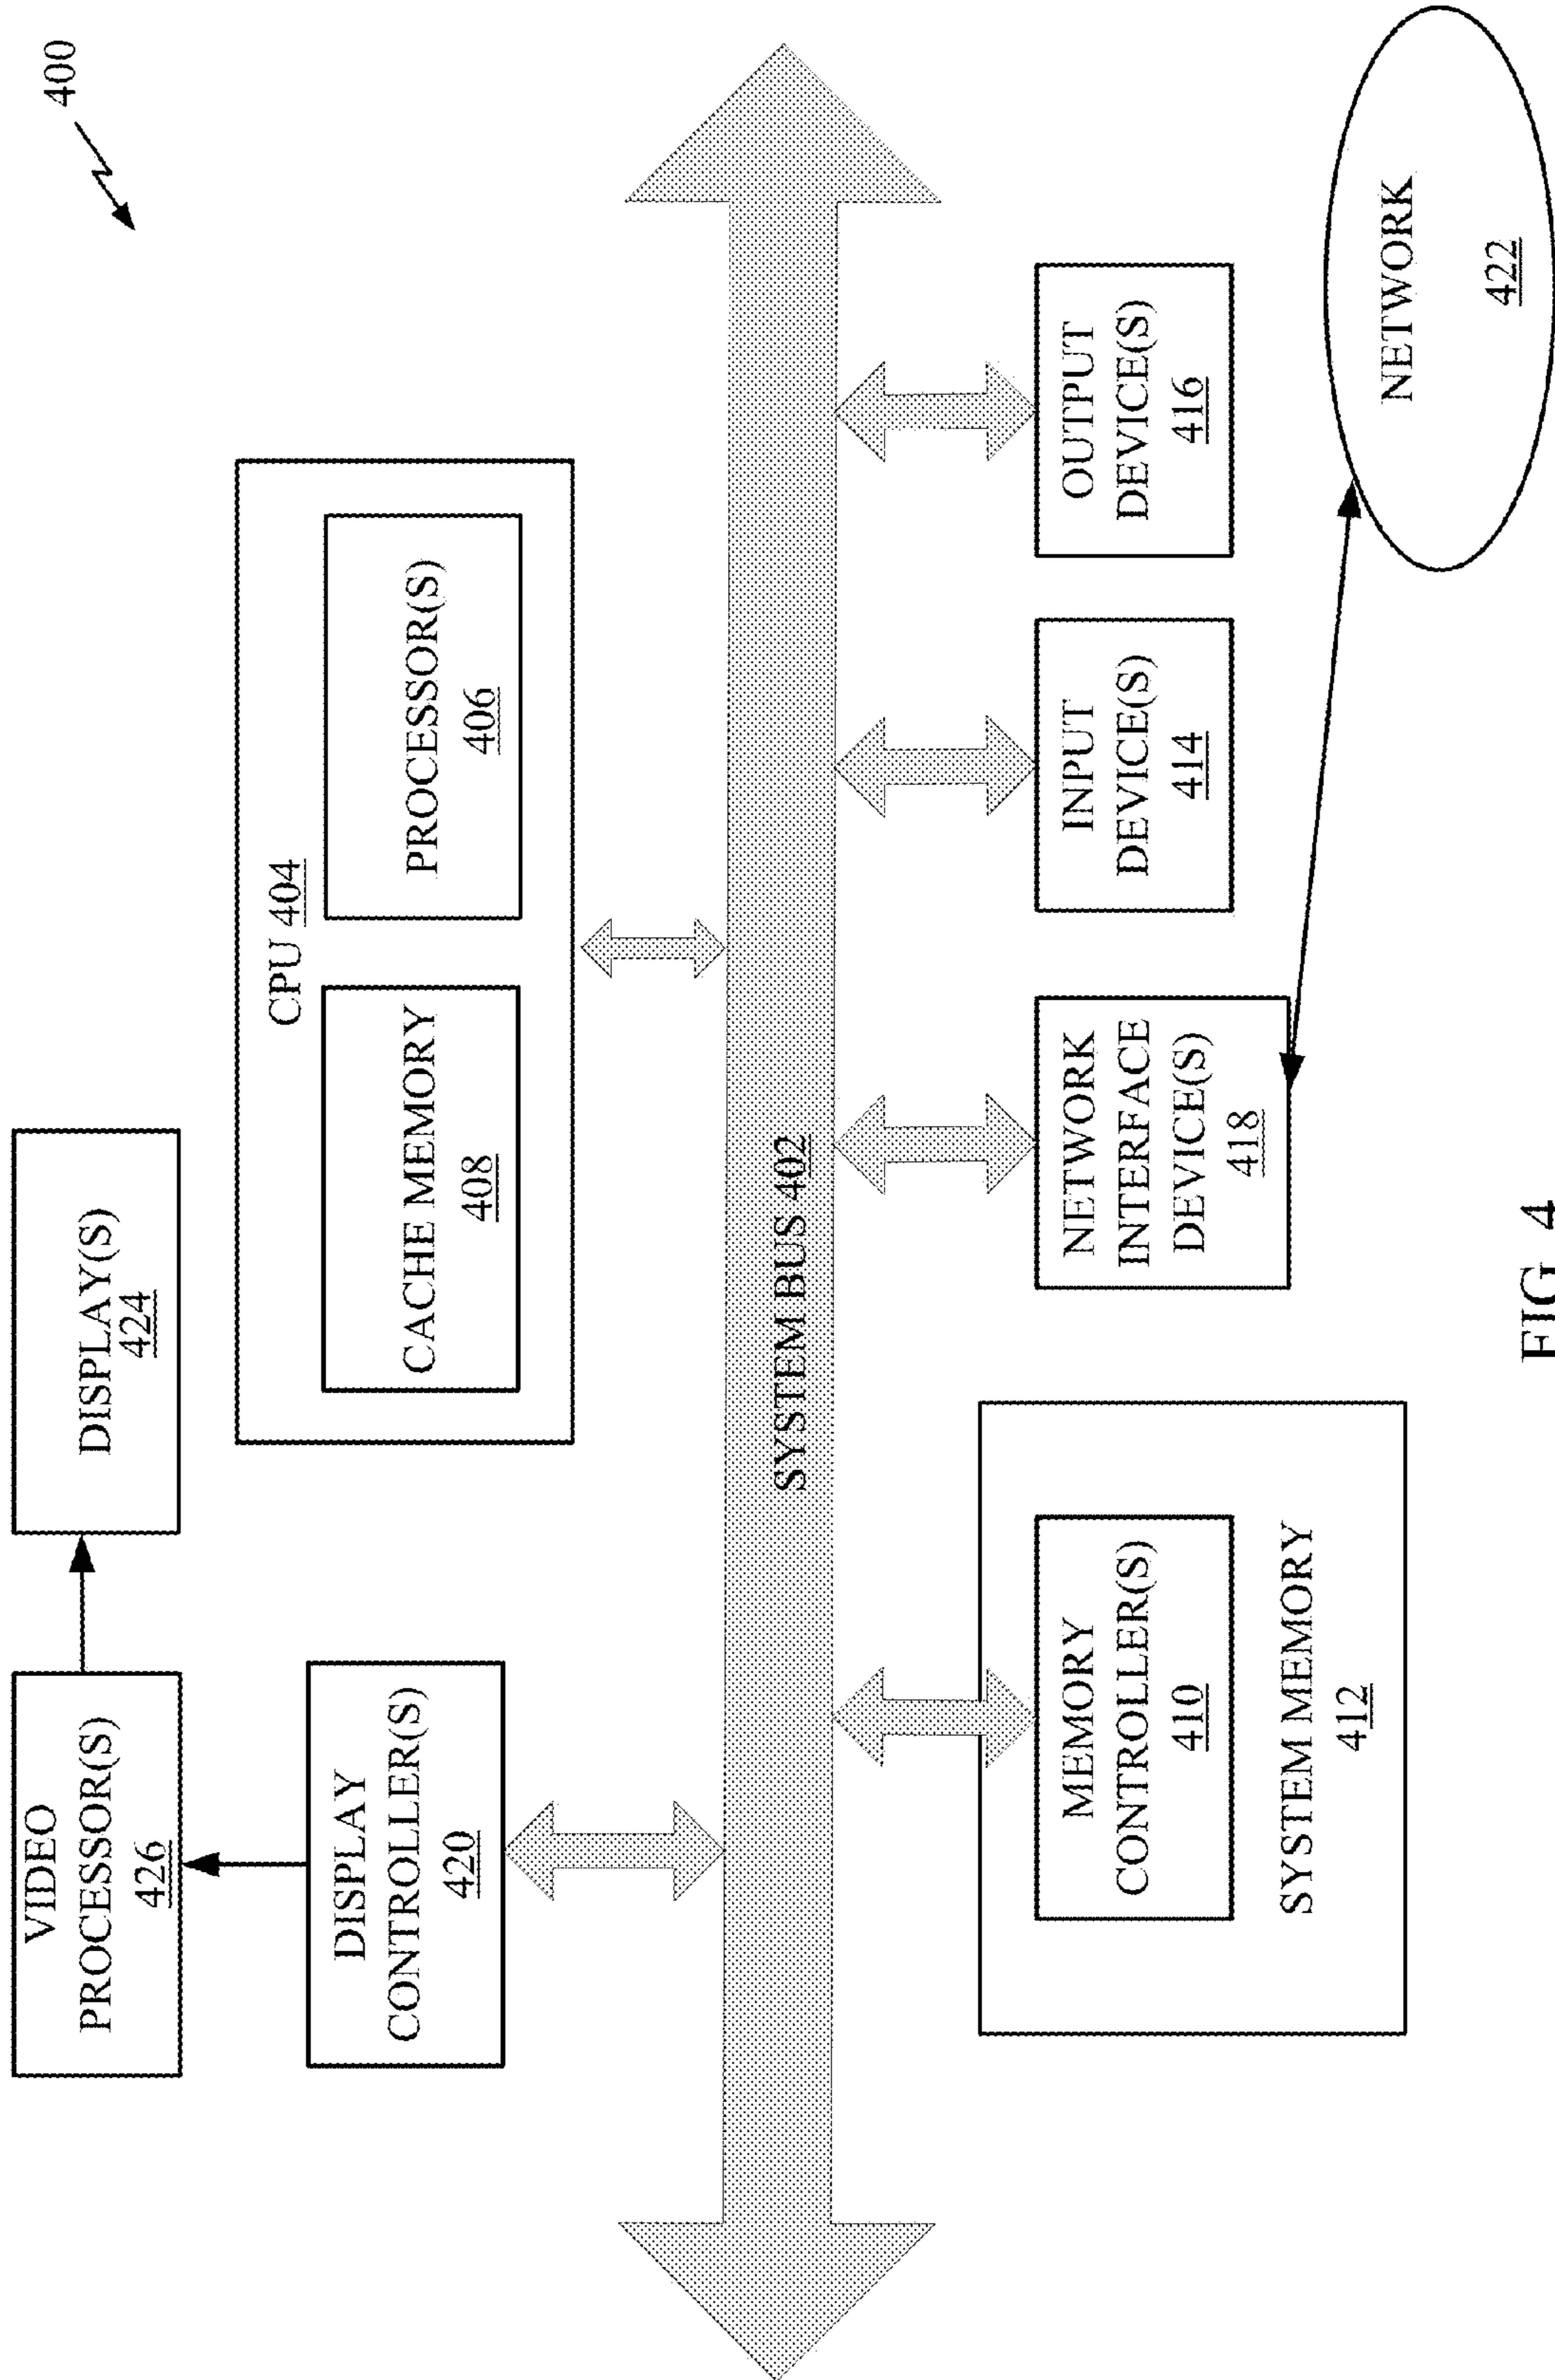 400
VIDEO
PROCESSOR(S)
426
DISPLAY(S)
424
DISPLAY
CONTROLLER(S)
420
CPU 404
CACHE MEMORY
408
PROCESSOR(S)
406
SYSTEM BUS 402
MEMORY
CONTROLLER(S)
410
SYSTEM MEMORY
412
NETWORK
INTERFACE
DEVICE(S)
418
INPUT
DEVICE(S)
414
OUTPUT
DEVICE(S)
416
NETWORK
422
FIG. 4